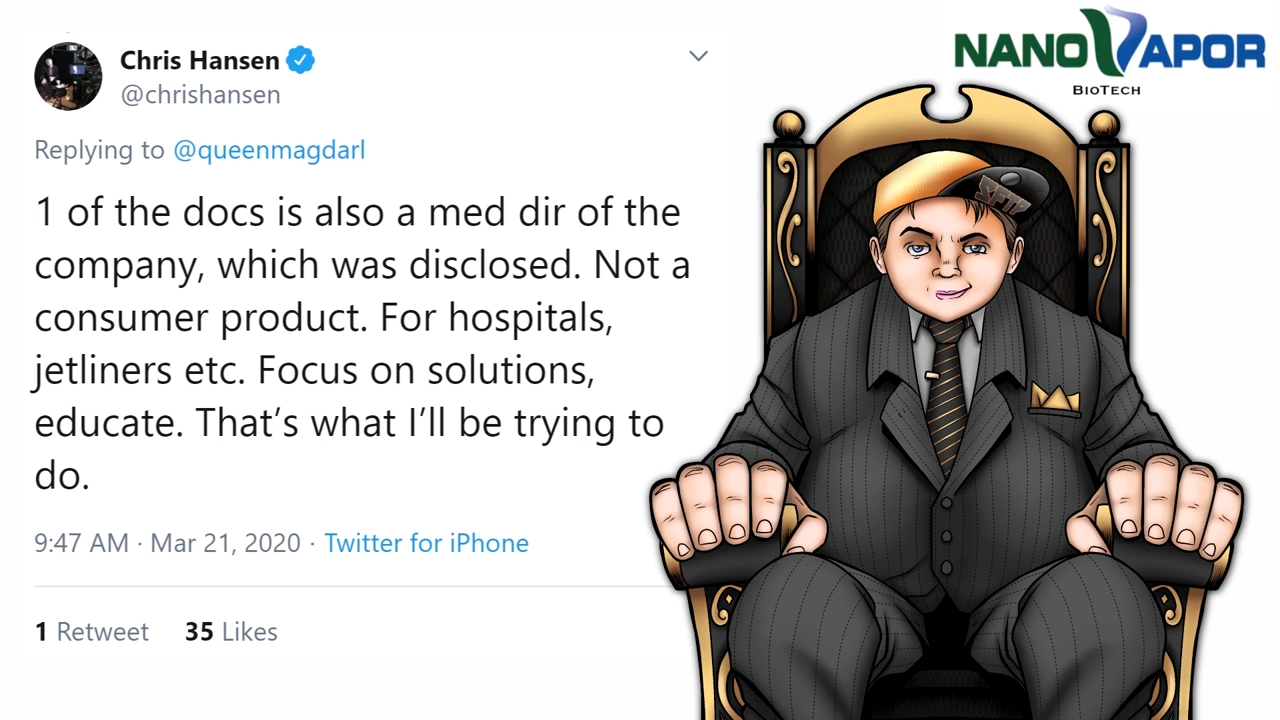 Chris Hansen
@chrishansen
Replying to @queenmagdarl
1 of the docs is also a med dir of the
company, which was disclosed. Not a
consumer product. For hospitals,
jetliners etc. Focus on solutions,
educate. That’s what I’ll be trying to
do.
9:47 AM · Mar 21, 2020 · Twitter for iPhone
1 Retweet 35 Likes
NANOVAPOR
BIOTECH
SFTP